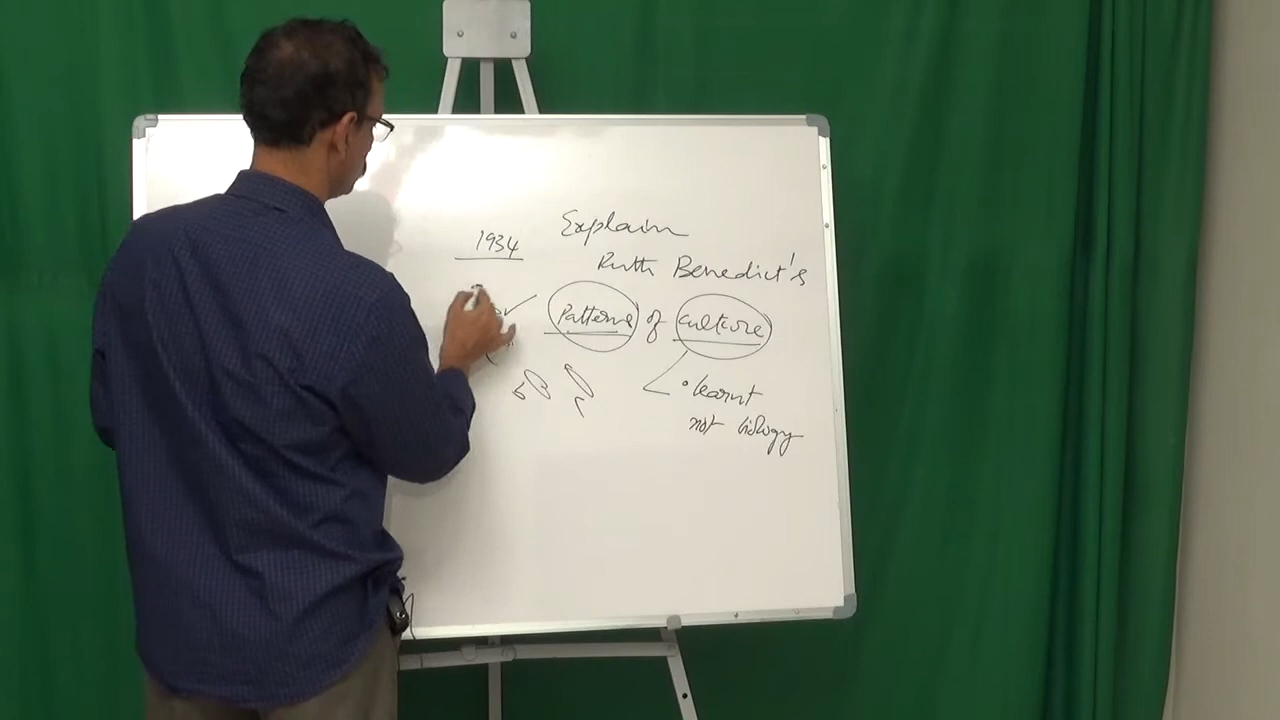 1934
Explain
Ruth Benedict's
Patterns of Culture
• learnt
not biology